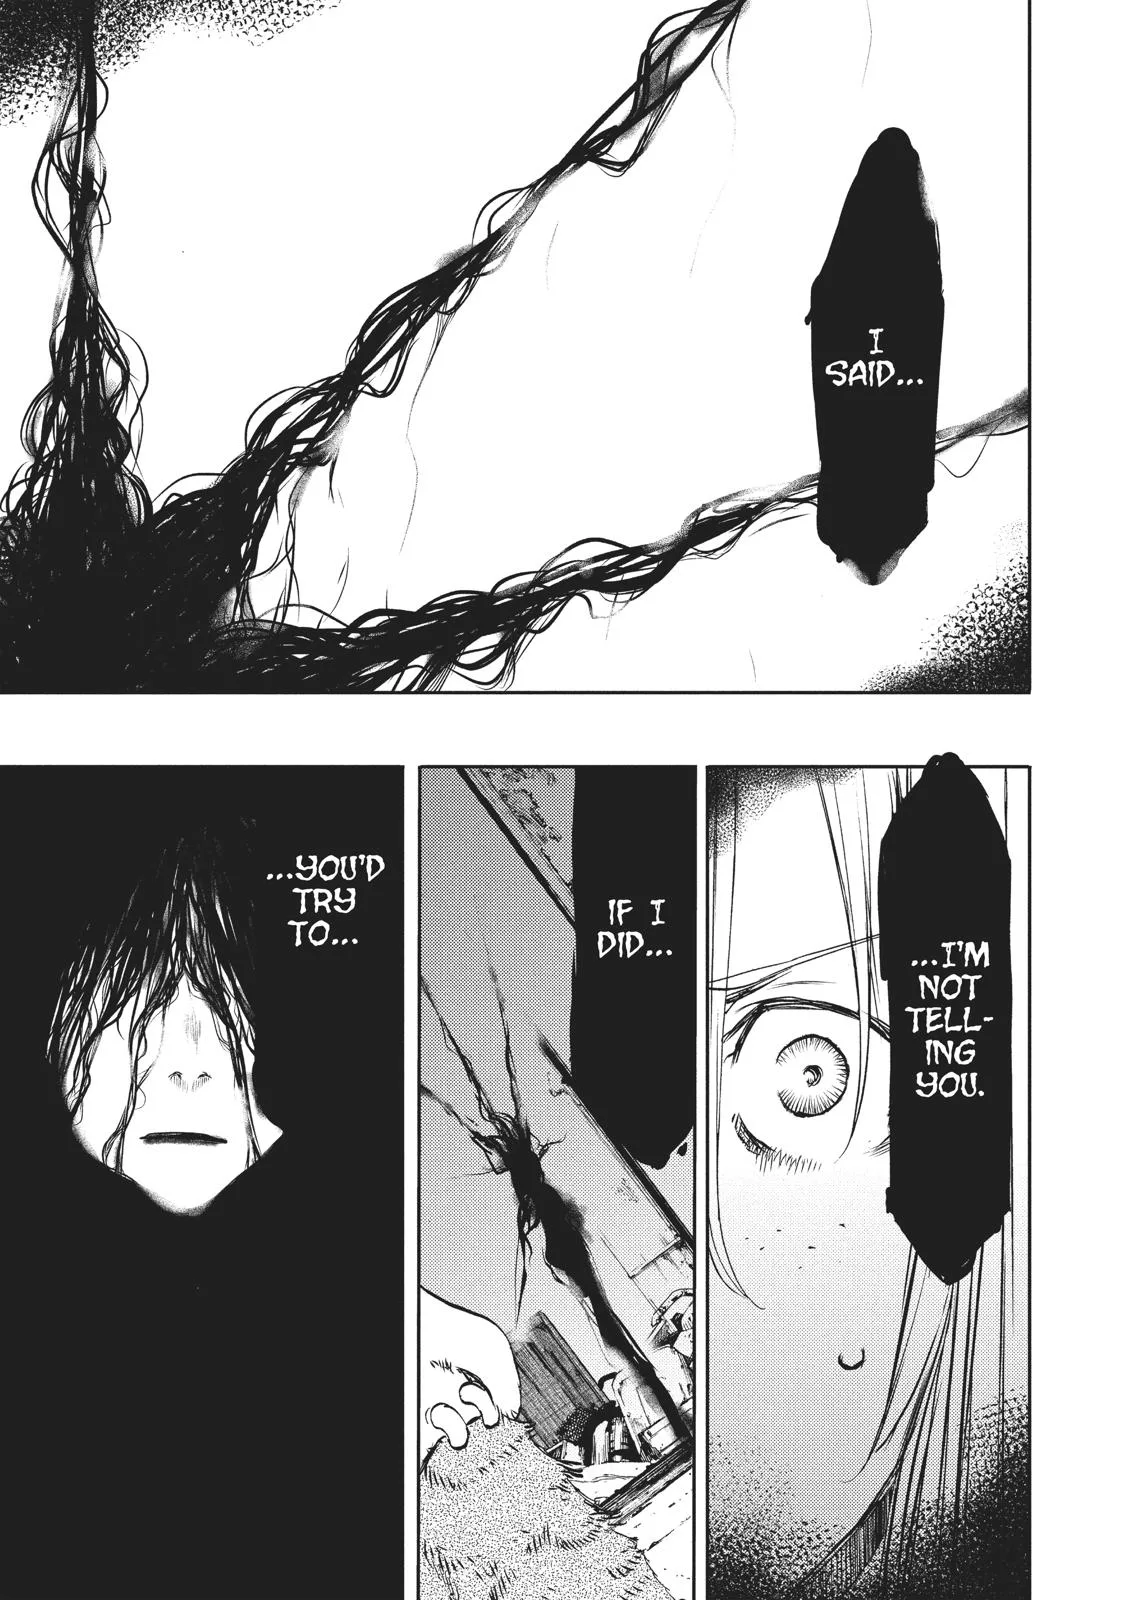 I
SAID...
...I'M
NOT
TELL-
ING
YOU.
IF I
DID...
...YOU'D
TRY
TO...